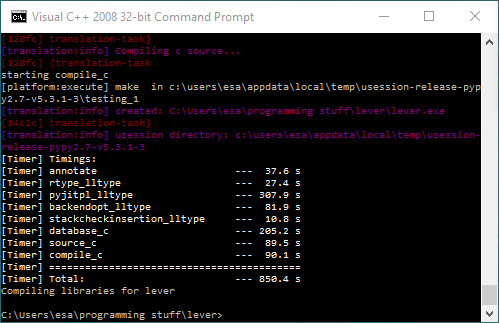 Visual C++ 2008 32-bit Command Prompt
[128fc] translation-task}
[translation:info] Compiling c source...
[128fc] {translation-task
starting compile_c
[platform:execute] make  in c:\users\esa\appdata\local\temp\usession-release-pyp
y2.7-v5.3.1-3\testing_1
[translation:info] created: C:\Users\esa\programming stuff\lever\lever.exe
[14c2c] translation-task}
[translation:info] usession directory: c:\users\esa\appdata\local\temp\usession-
release-pypy2.7-v5.3.1-3
[Timer] Timings:
[Timer] annotate                       ---  37.6 s
[Timer] rtype_lltype                   ---  27.4 s
[Timer] pyjitpl_lltype                 --- 307.9 s
[Timer] backendopt_lltype              ---  81.9 s
[Timer] stackcheckinsertion_lltype     ---  10.8 s
[Timer] database_c                     --- 205.2 s
[Timer] source_c                       ---  89.5 s
[Timer] compile_c                      ---  90.1 s
[Timer] =========================================
[Timer] Total:                         --- 850.4 s
Compiling libraries for lever
C:\Users\esa\programming stuff\lever>